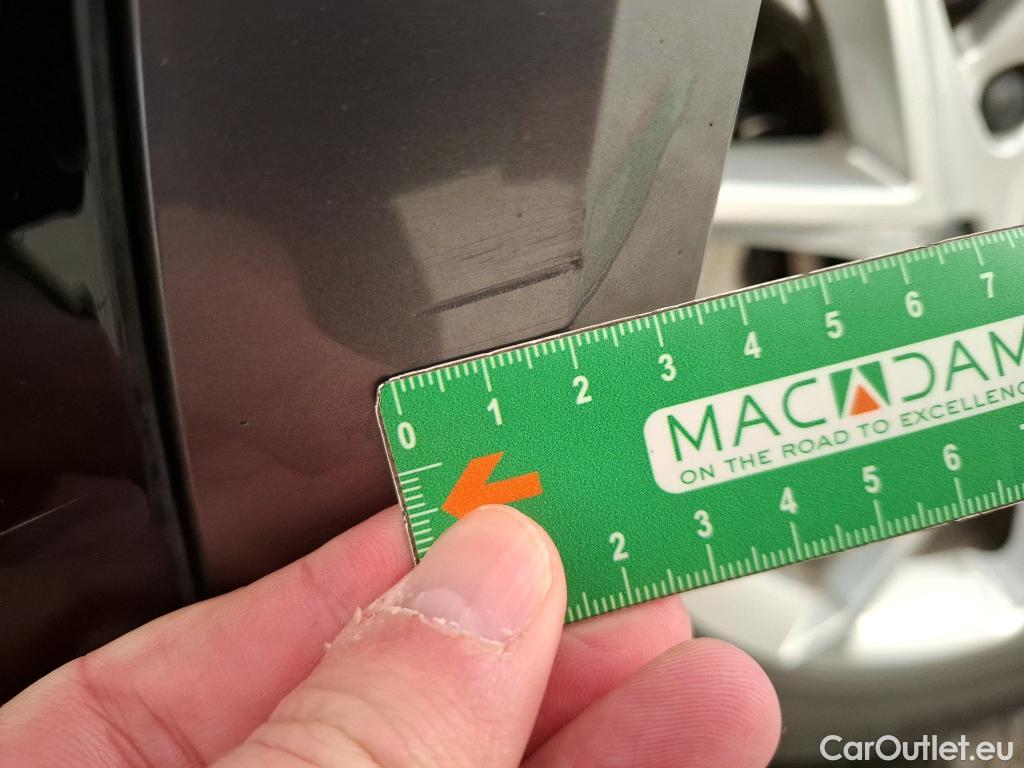 0 1 2 3 4 5 6 7
MACADAM
ON THE ROAD TO EXCELLENC
2 3 4 5 6
CarOutlet.eu